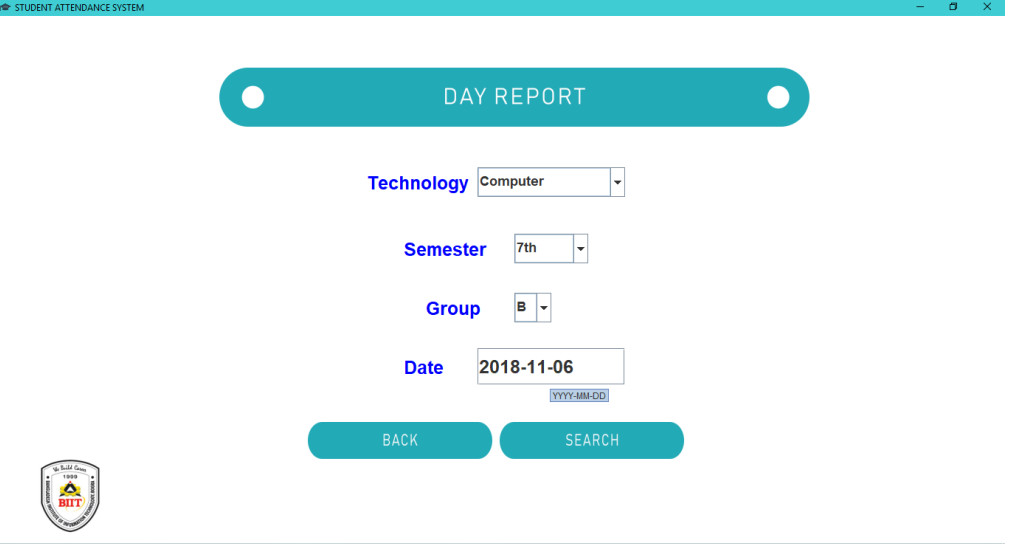 STUDENT ATTENDANCE SYSTEM
DAY REPORT
Technology Computer
Semester 7th
Group B
Date 2018-11-06
YYYY-MM-DD
BACK SEARCH
We Build Career
1999
BIIT